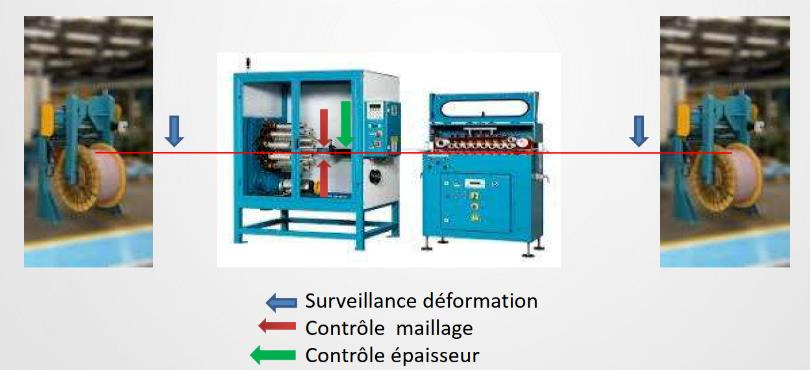 Surveillance déformation
Contrôle maillage
Contrôle épaisseur